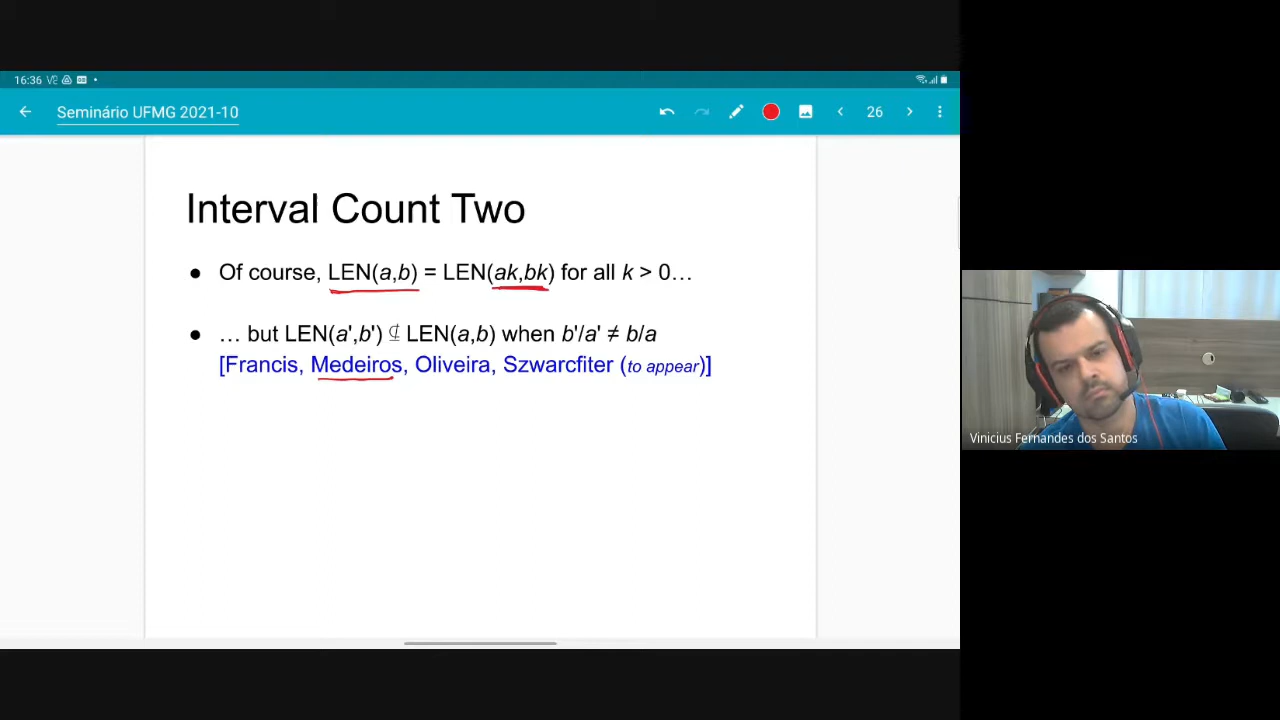 16:36
Seminário UFMG 2021-10
26
Interval Count Two
● Of course, LEN(a,b) = LEN(ak,bk) for all k > 0…
● … but LEN(a',b') ⊄ LEN(a,b) when b'/a' ≠ b/a
[Francis, Medeiros, Oliveira, Szwarcfiter (to appear)]
Vinicius Fernandes dos Santos